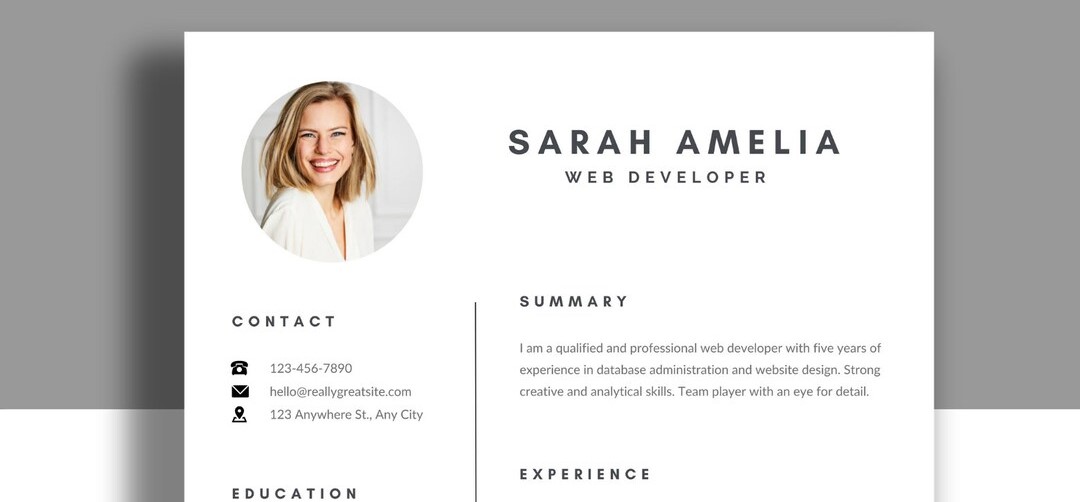 SARAH AMELIA
WEB DEVELOPER
CONTACT
123-456-7890
hello@reallygreatsite.com
123 Anywhere St., Any City
EDUCATION
SUMMARY
I am a qualified and professional web developer with five years of
experience in database administration and website design. Strong
creative and analytical skills. Team player with an eye for detail.
EXPERIENCE